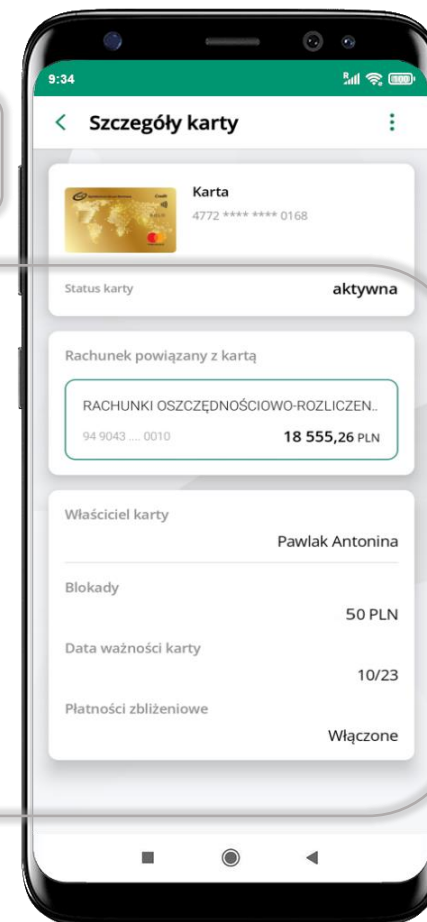 9:34
Szczegóły karty
Credit
Karta
4772 **** **** 0168
Status karty
aktywna
Rachunek powiązany z kartą
RACHUNKI OSZCZĘDNOŚCIOWO-ROZLICZEN..
94 9043 .... 0010
18 555,26 PLN
Właściciel karty
Pawlak Antonina
Blokady
50 PLN
Data ważności karty
10/23
Płatności zbliżeniowe
Włączone